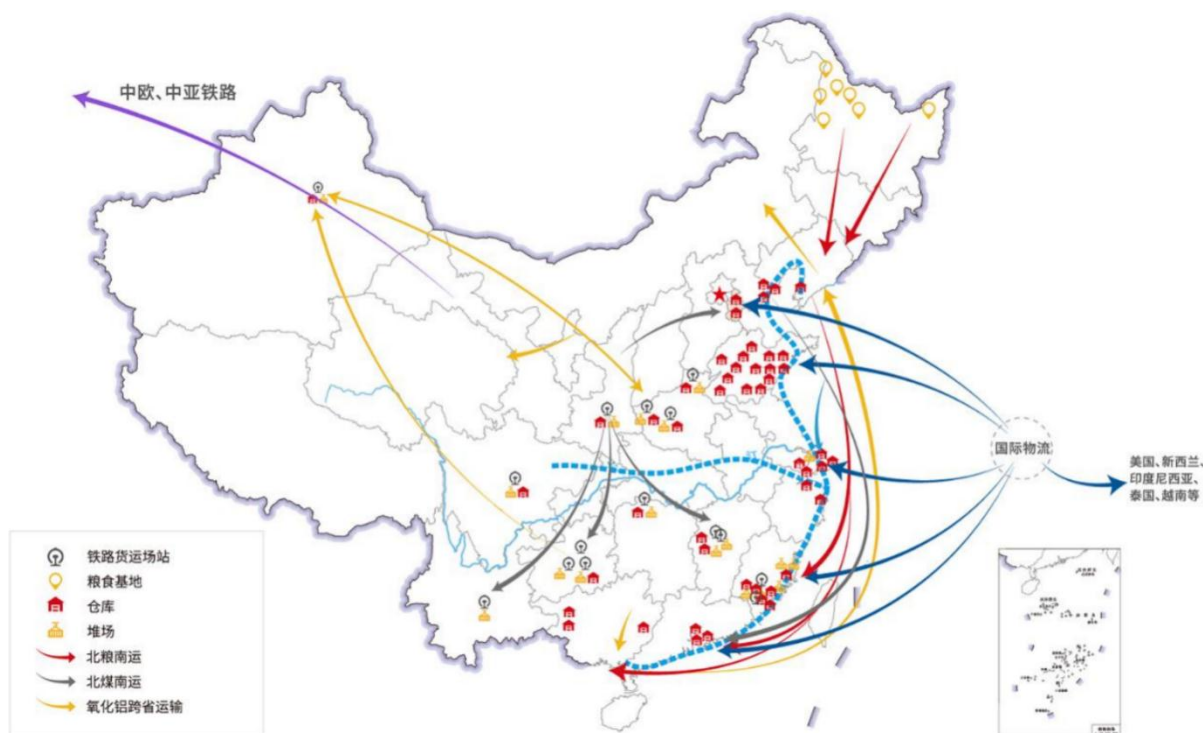 中欧、中亚铁路
国际物流
美国、新西兰、
印度尼西亚、
泰国、越南等
铁路货运场站
粮食基地
仓库
堆场
北粮南运
北煤南运
氧化铝跨省运输